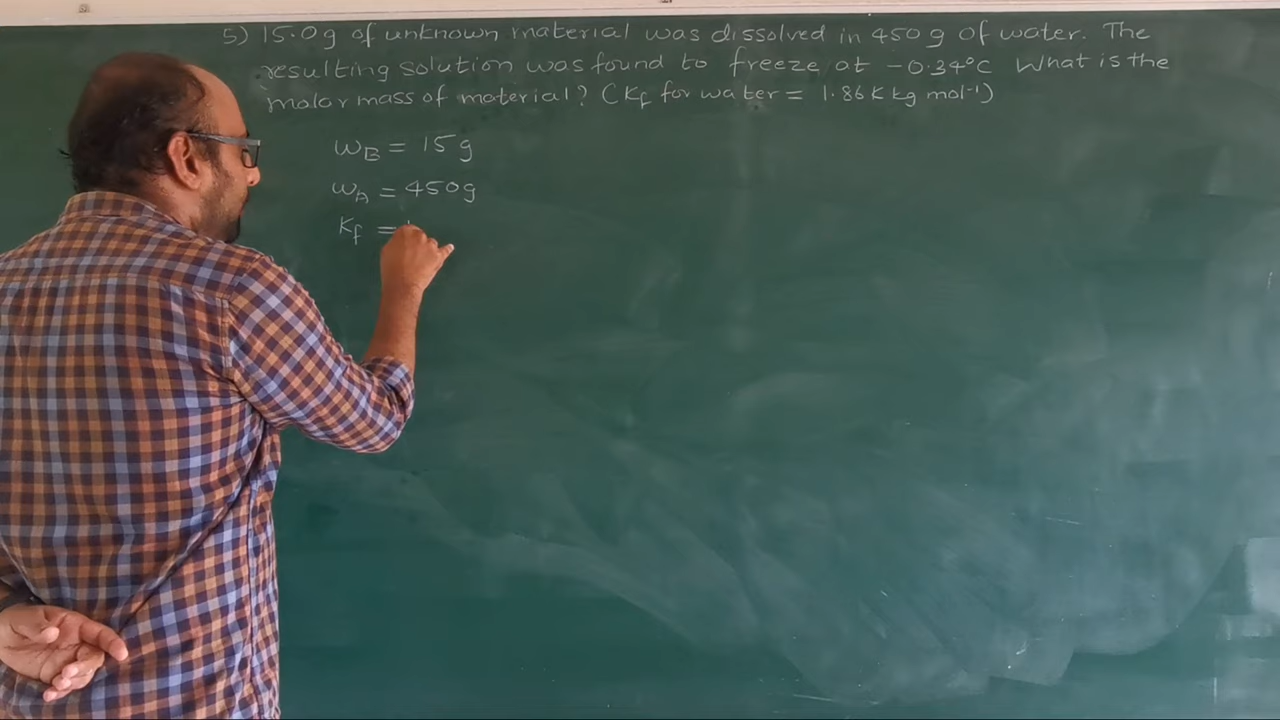 5) 15.0g of unknown material was dissolved in 450 g of water. The
resulting solution was found to freeze at -0.34°C What is the
molar mass of material? (Kf for water = 1.86 K kg mol⁻¹)
wB = 15 g
wA = 450g
Kf =